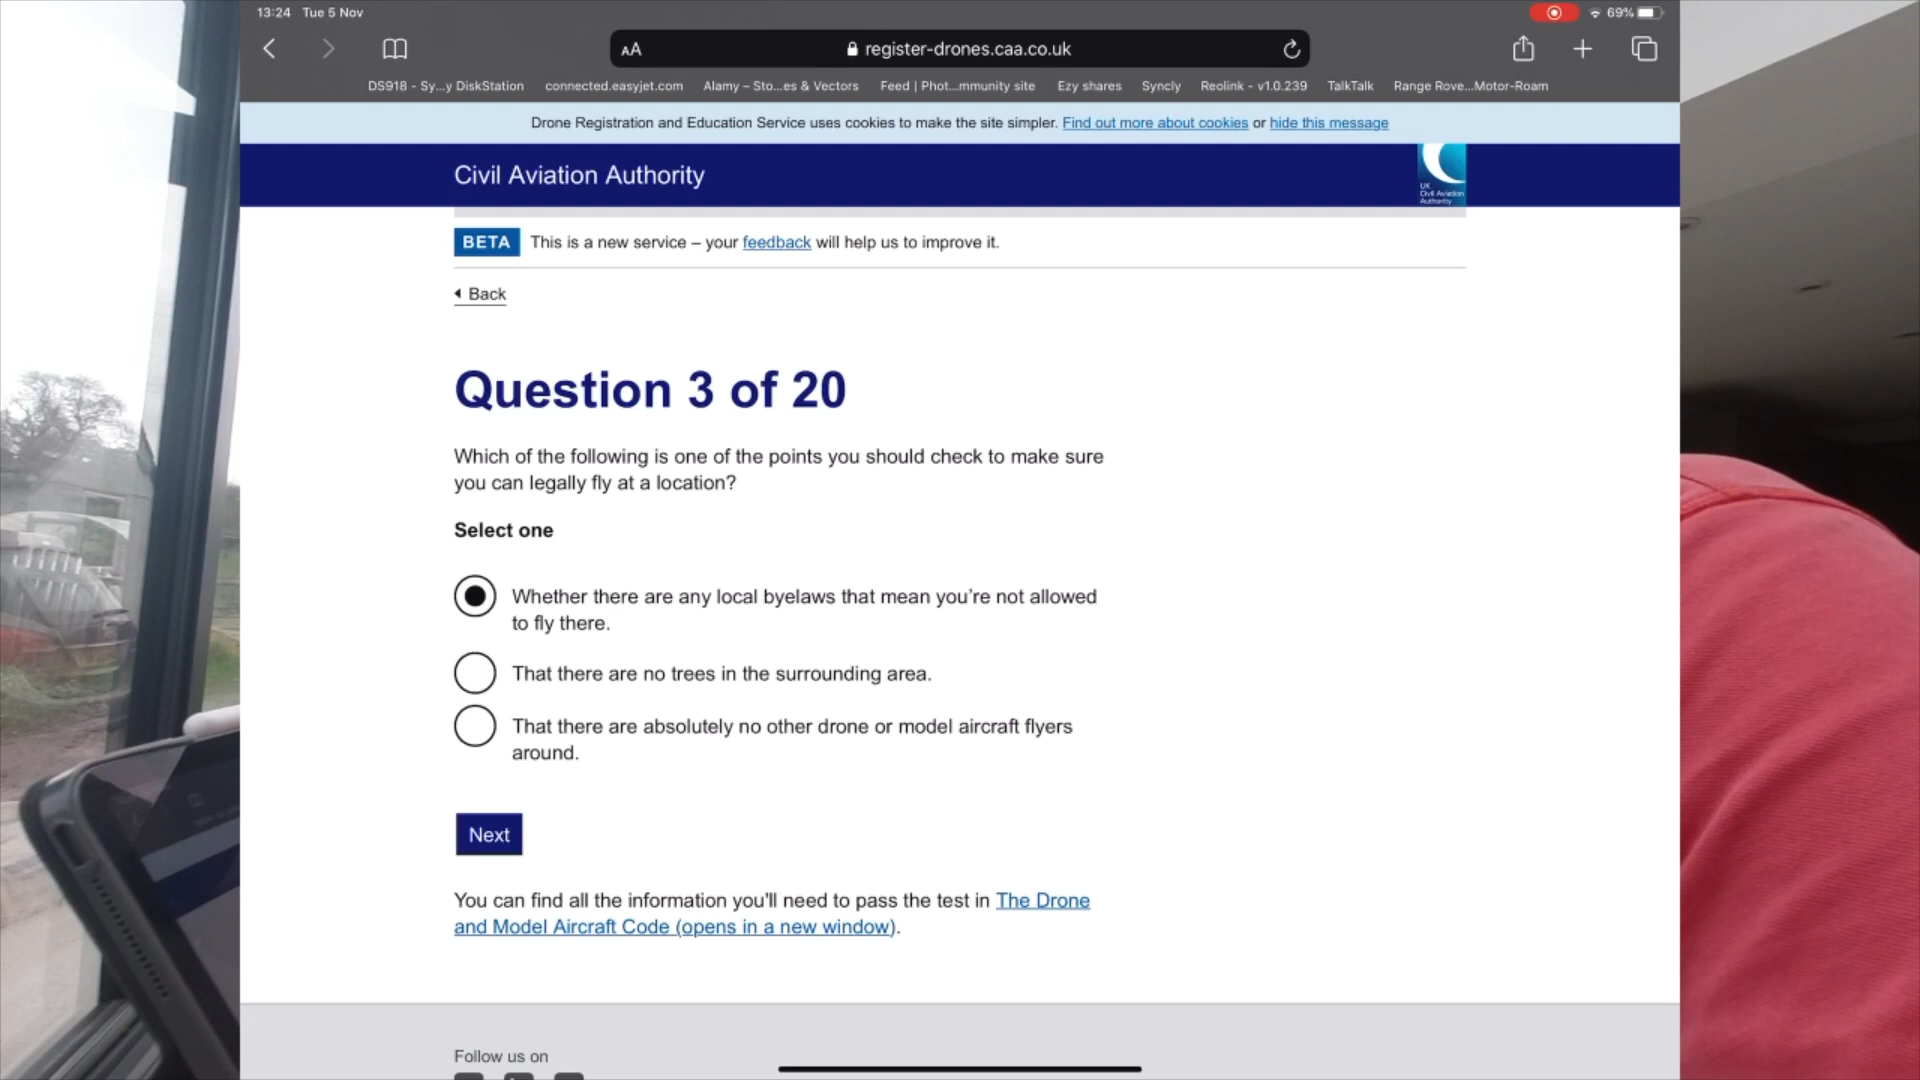 13:24 Tue 5 Nov
69%
AA
register-drones.caa.co.uk
DS918 - Sy...y DiskStation connected.easyjet.com Alamy – Sto...es & Vectors Feed | Phot...mmunity site Ezy shares Syncly Reolink - v1.0.239 TalkTalk Range Rove...Motor-Roam
Drone Registration and Education Service uses cookies to make the site simpler. Find out more about cookies or hide this message
Civil Aviation Authority
UK
Civil Aviation
Authority
BETA This is a new service – your feedback will help us to improve it.
Back
Question 3 of 20
Which of the following is one of the points you should check to make sure
you can legally fly at a location?
Select one
Whether there are any local byelaws that mean you’re not allowed
to fly there.
That there are no trees in the surrounding area.
That there are absolutely no other drone or model aircraft flyers
around.
Next
You can find all the information you'll need to pass the test in The Drone
and Model Aircraft Code (opens in a new window).
Follow us on